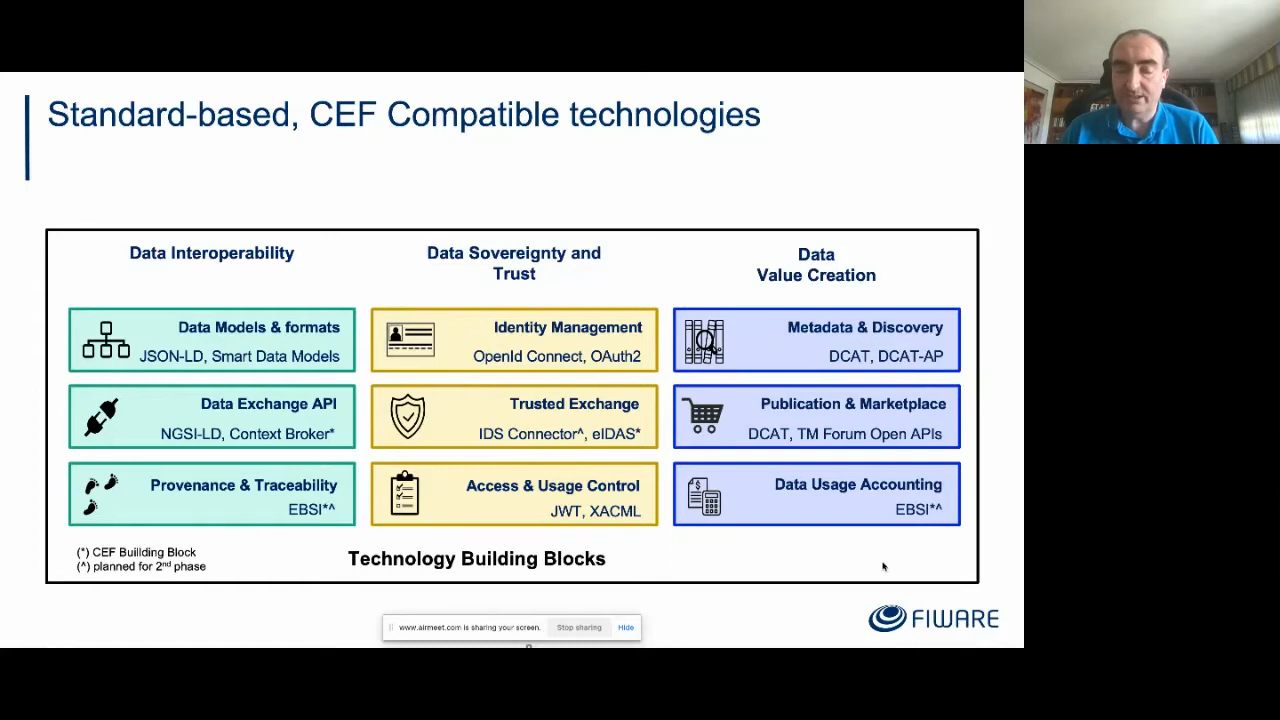 Standard-based, CEF Compatible technologies
Data Interoperability
Data Models & formats
JSON-LD, Smart Data Models
Data Exchange API
NGSI-LD, Context Broker*
Provenance & Traceability
EBSI*^
Data Sovereignty and
Trust
Identity Management
OpenId Connect, OAuth2
Trusted Exchange
IDS Connector^, eIDAS*
Access & Usage Control
JWT, XACML
Data
Value Creation
Metadata & Discovery
DCAT, DCAT-AP
Publication & Marketplace
DCAT, TM Forum Open APIs
Data Usage Accounting
EBSI*^
(*) CEF Buillding Block
(^) planned for 2nd phase
Technology Building Blocks
FIWARE
www.airmeet.com is sharing your screen. Stop sharing Hide